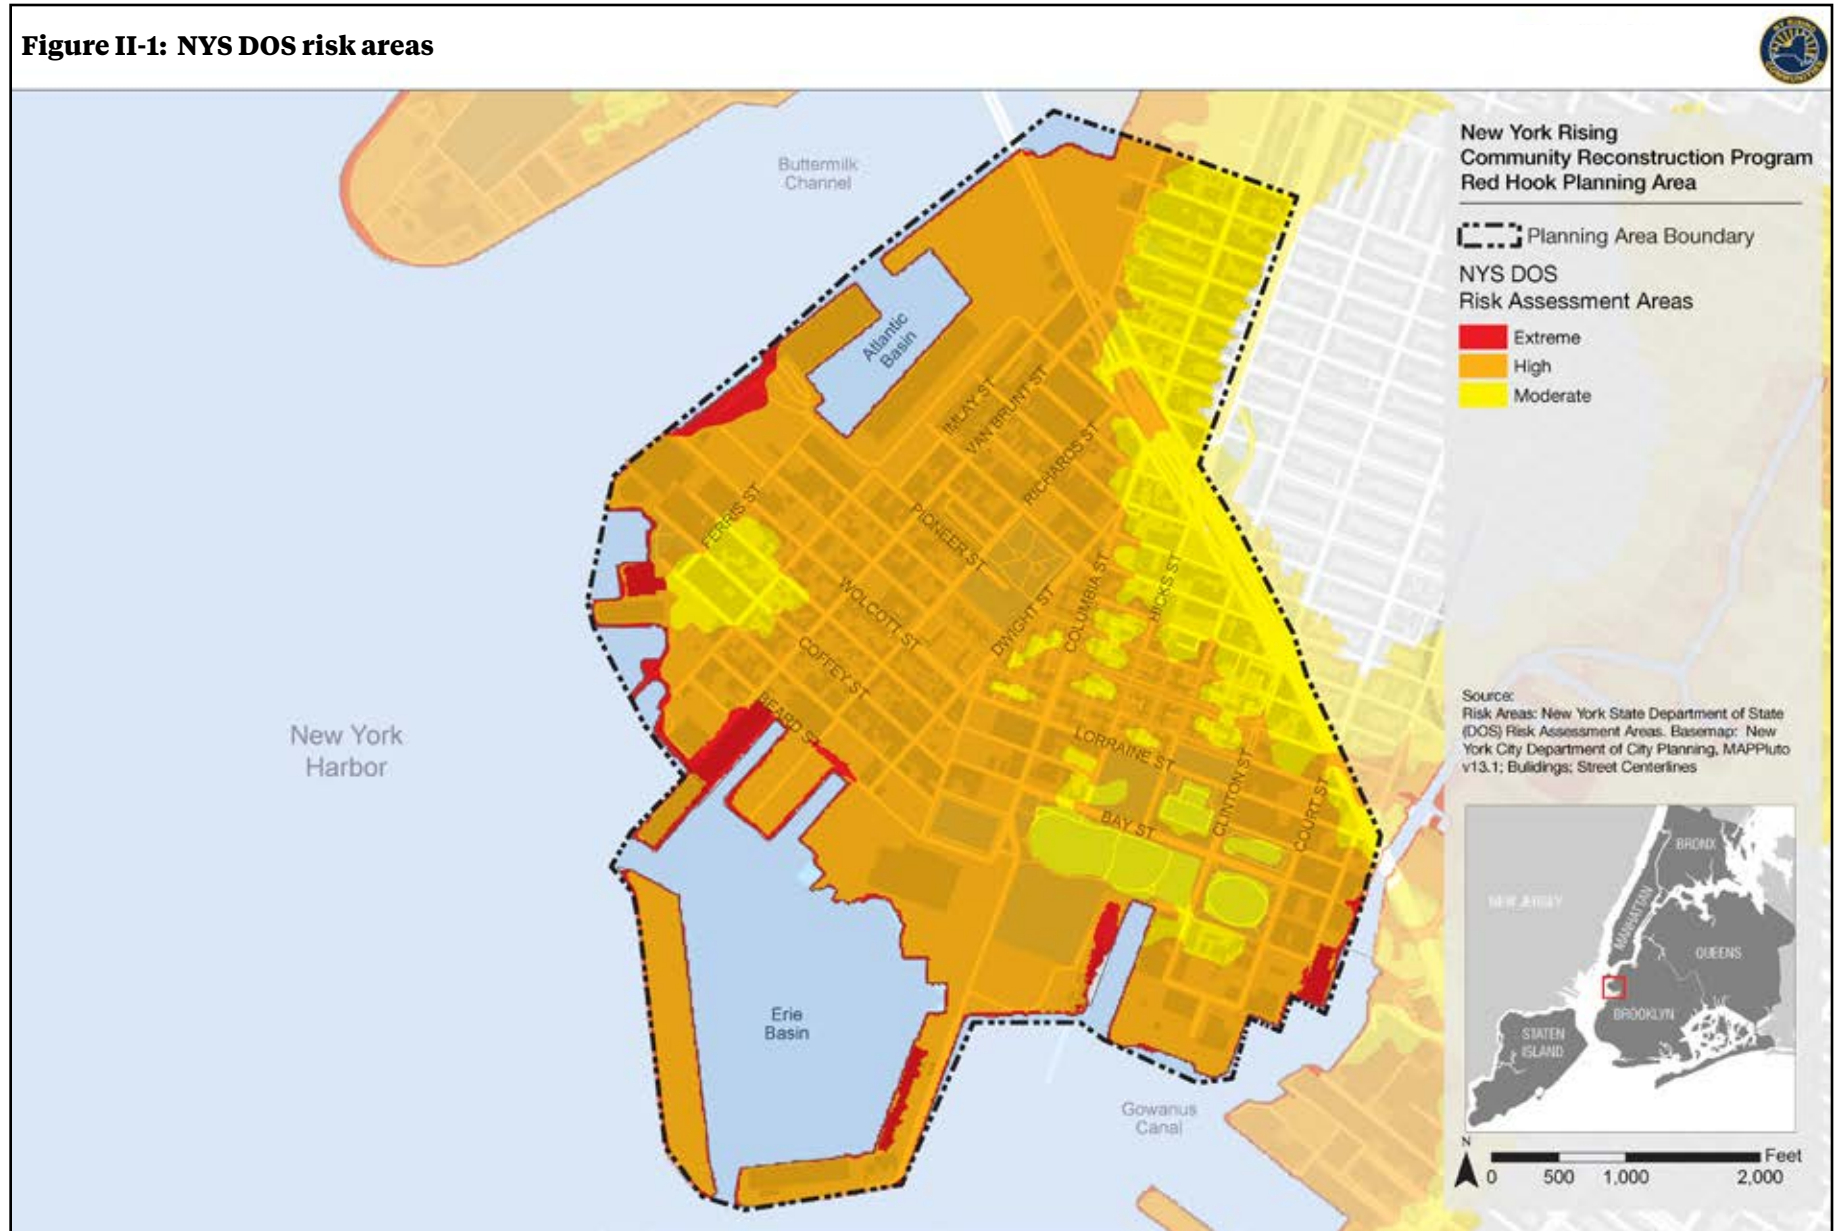 Figure II-1: NYS DOS risk areas
NY RISING
COMMUNITIES
New York Rising
Community Reconstruction Program
Red Hook Planning Area
Planning Area Boundary
NYS DOS
Risk Assessment Areas
Extreme
High
Moderate
Buttermilk
Channel
Atlantic
Basin
IMLAY ST
VAN BRUNT ST
RICHARDS ST
FERRIS ST
PIONEER ST
WOLCOTT ST
COFFEY ST
BEARD ST
DWIGHT ST
COLUMBIA ST
HICKS ST
LORRAINE ST
BAY ST
CLINTON ST
COURT ST
New York
Harbor
Erie
Basin
Gowanus
Canal
Source:
Risk Areas: New York State Department of State
(DOS) Risk Assessment Areas. Basemap: New
York City Department of City Planning, MAPPluto
v13.1; Buildings; Street Centerlines
BRONX
NEW JERSEY
MANHATTAN
QUEENS
BROOKLYN
STATEN
ISLAND
N
Feet
0 500 1,000 2,000